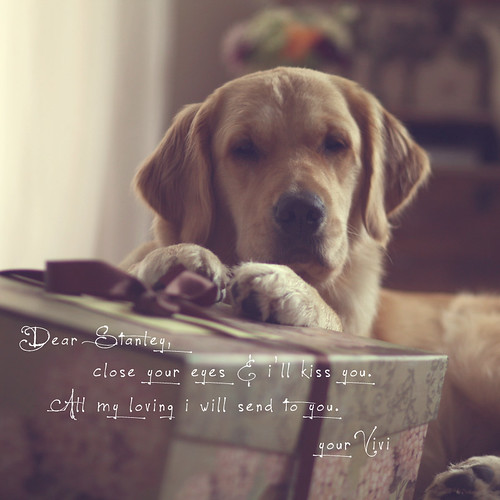 Dear Stanley,
close your eyes & i'll kiss you.
All my loving i will send to you.
your Vivi